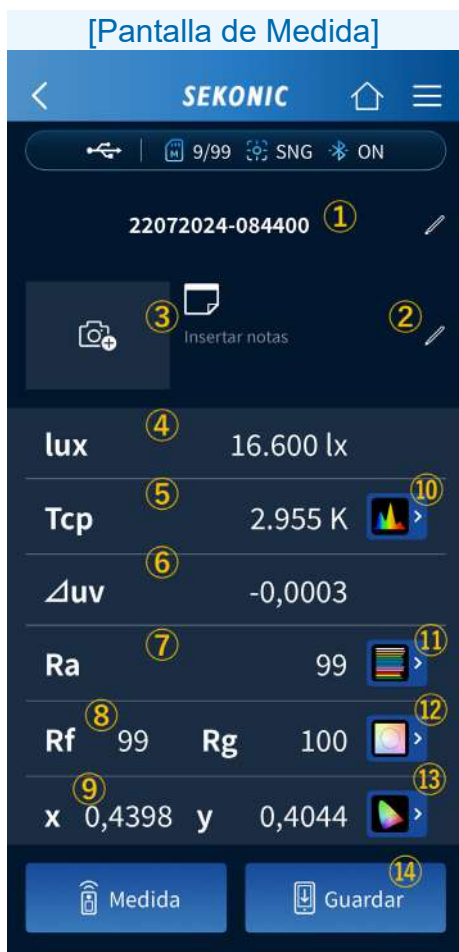 [Pantalla de Medida]
SEKONIC
M 9/99 SNG ON
22072024-084400 ①
③ Insertar notas ②
④
lux 16.600 lx
⑤ ⑩
Tcp 2.955 K
⑥
⊿uv -0,0003
⑦ ⑪
Ra 99
⑧ ⑫
Rf 99 Rg 100
⑨ ⑬
x 0,4398 y 0,4044
⑭
Medida Guardar